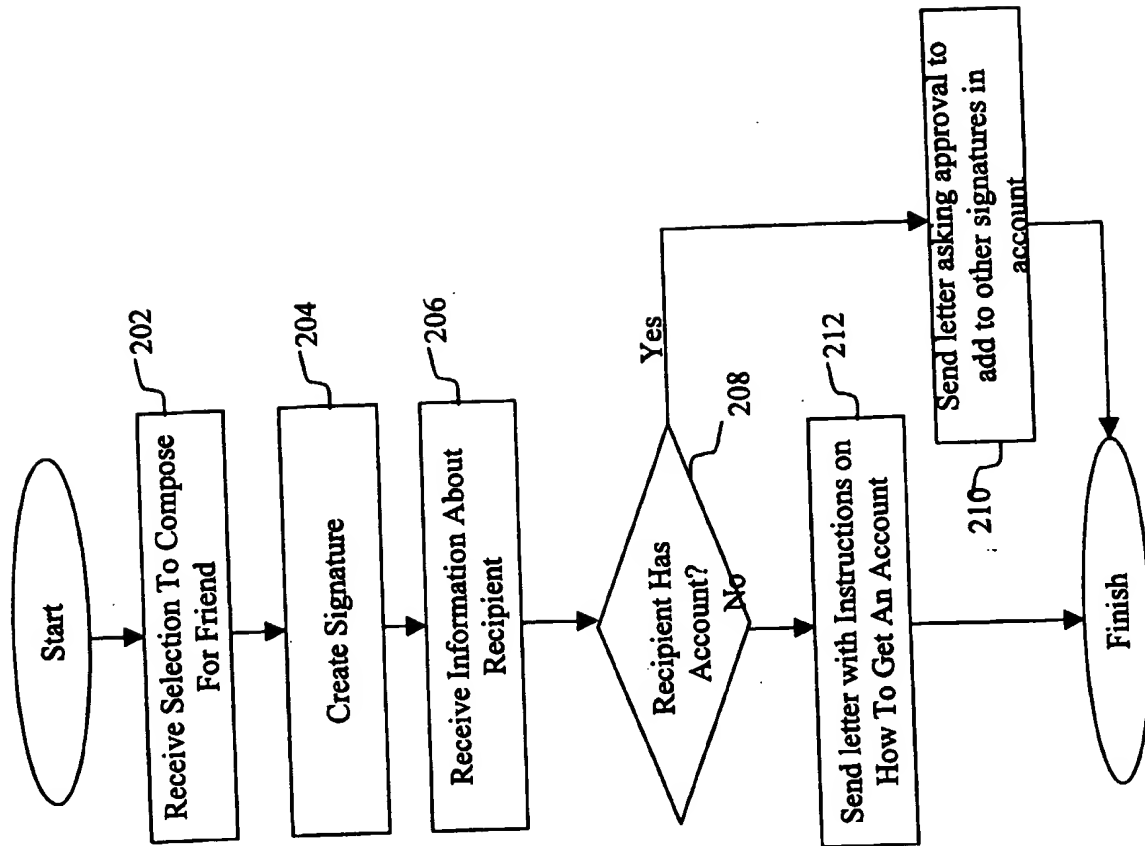 Start
Receive Selection To Compose
For Friend
202
Create Signature
204
Receive Information About
Recipient
206
Recipient Has
Account?
208
Yes
No
Send letter with Instructions on
How To Get An Account
212
Send letter asking approval to
add to other signatures in
account
210
Finish